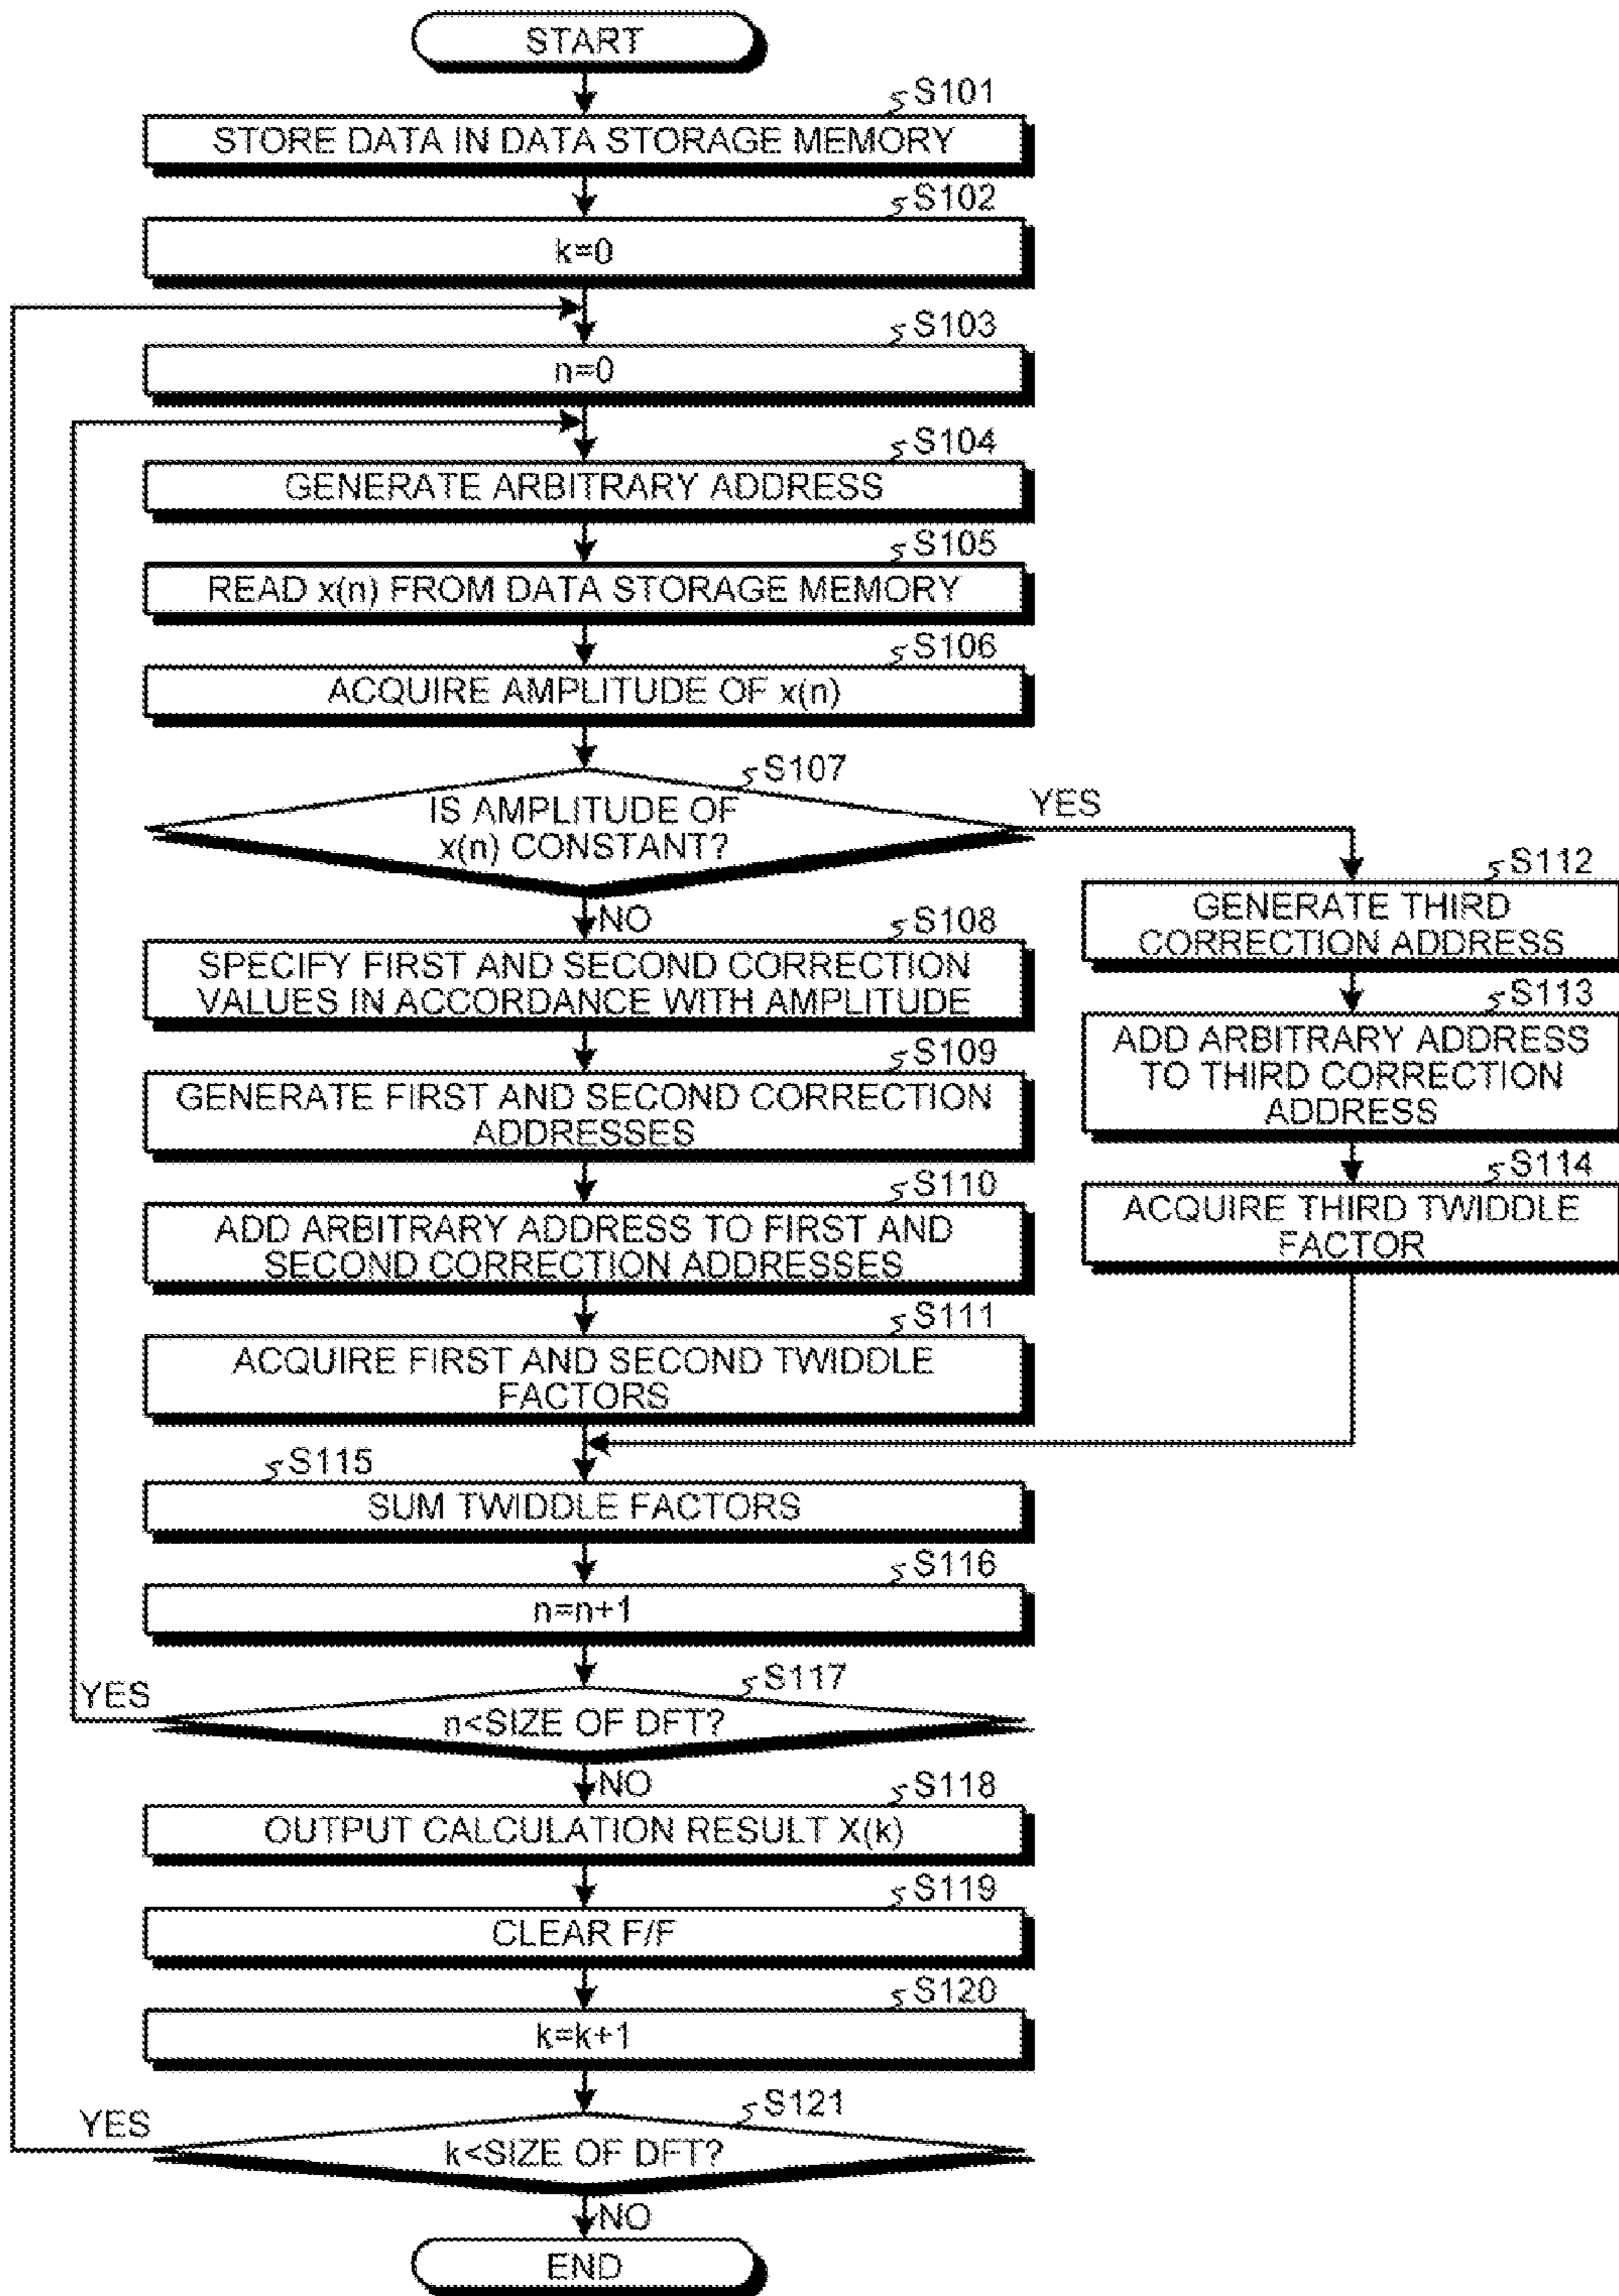 START
S101
STORE DATA IN DATA STORAGE MEMORY
S102
k=0
S103
n=0
S104
GENERATE ARBITRARY ADDRESS
S105
READ x(n) FROM DATA STORAGE MEMORY
S106
ACQUIRE AMPLITUDE OF x(n)
S107
IS AMPLITUDE OF
x(n) CONSTANT?
YES
NO
S108
SPECIFY FIRST AND SECOND CORRECTION
VALUES IN ACCORDANCE WITH AMPLITUDE
S109
GENERATE FIRST AND SECOND CORRECTION
ADDRESSES
S110
ADD ARBITRARY ADDRESS TO FIRST AND
SECOND CORRECTION ADDRESSES
S111
ACQUIRE FIRST AND SECOND TWIDDLE
FACTORS
S112
GENERATE THIRD
CORRECTION ADDRESS
S113
ADD ARBITRARY ADDRESS
TO THIRD CORRECTION
ADDRESS
S114
ACQUIRE THIRD TWIDDLE
FACTOR
S115
SUM TWIDDLE FACTORS
S116
n=n+1
S117
YES
n<SIZE OF DFT?
NO
S118
OUTPUT CALCULATION RESULT X(k)
S119
CLEAR F/F
S120
k=k+1
S121
YES
k<SIZE OF DFT?
NO
END